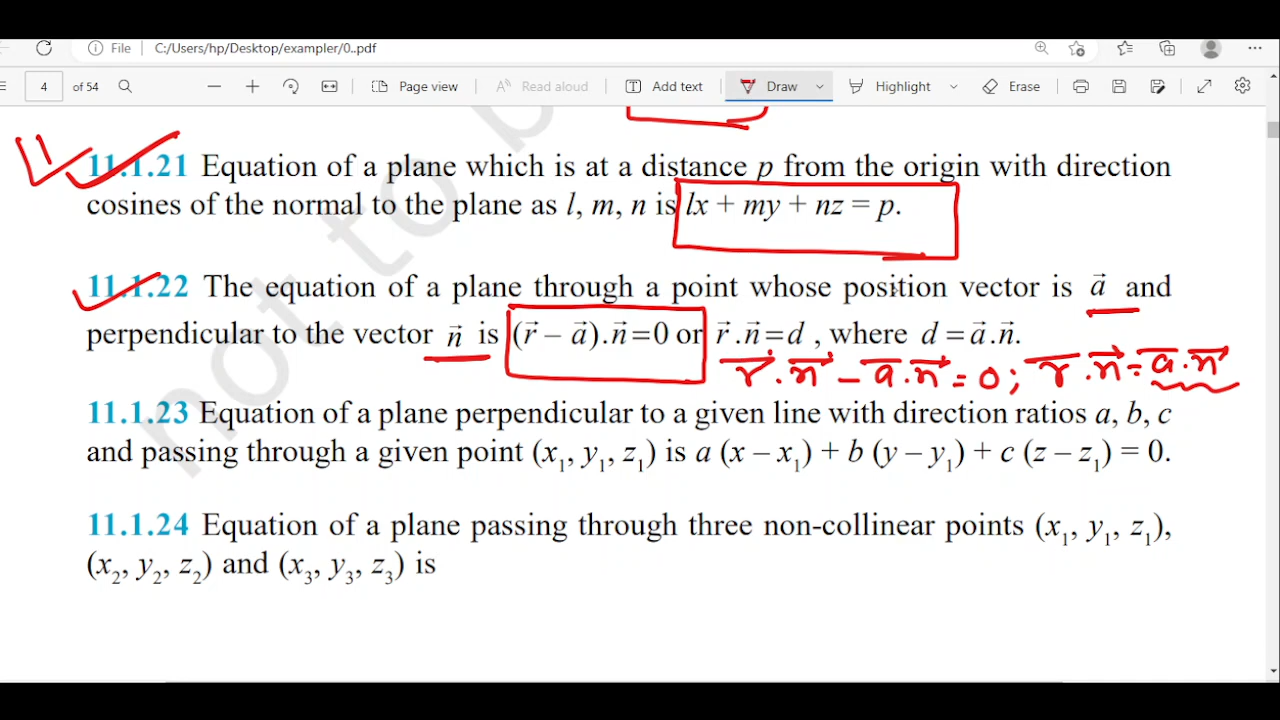 File C:/Users/hp/Desktop/exampler/0..pdf
4 of 54 Page view Read aloud Add text Draw Highlight Erase
not to b
11.1.21 Equation of a plane which is at a distance p from the origin with direction
cosines of the normal to the plane as l, m, n is lx + my + nz = p.
11.1.22 The equation of a plane through a point whose position vector is a⃗ and
perpendicular to the vector n⃗ is (r⃗ – a⃗).n⃗=0 or r⃗.n⃗=d , where d=a⃗.n⃗.
r⃗.n⃗ – a⃗.n⃗ = 0; r⃗.n⃗ = a⃗.n⃗
11.1.23 Equation of a plane perpendicular to a given line with direction ratios a, b, c
and passing through a given point (x₁, y₁, z₁) is a (x – x₁) + b (y – y₁) + c (z – z₁) = 0.
11.1.24 Equation of a plane passing through three non-collinear points (x₁, y₁, z₁),
(x₂, y₂, z₂) and (x₃, y₃, z₃) is